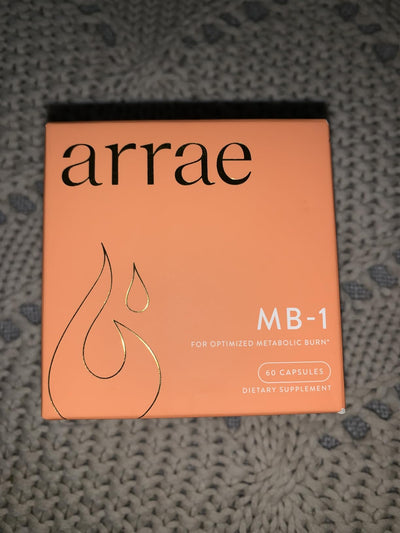 arrae
MB-1
FOR OPTIMIZED METABOLIC BURN*
60 CAPSULES
DIETARY SUPPLEMENT